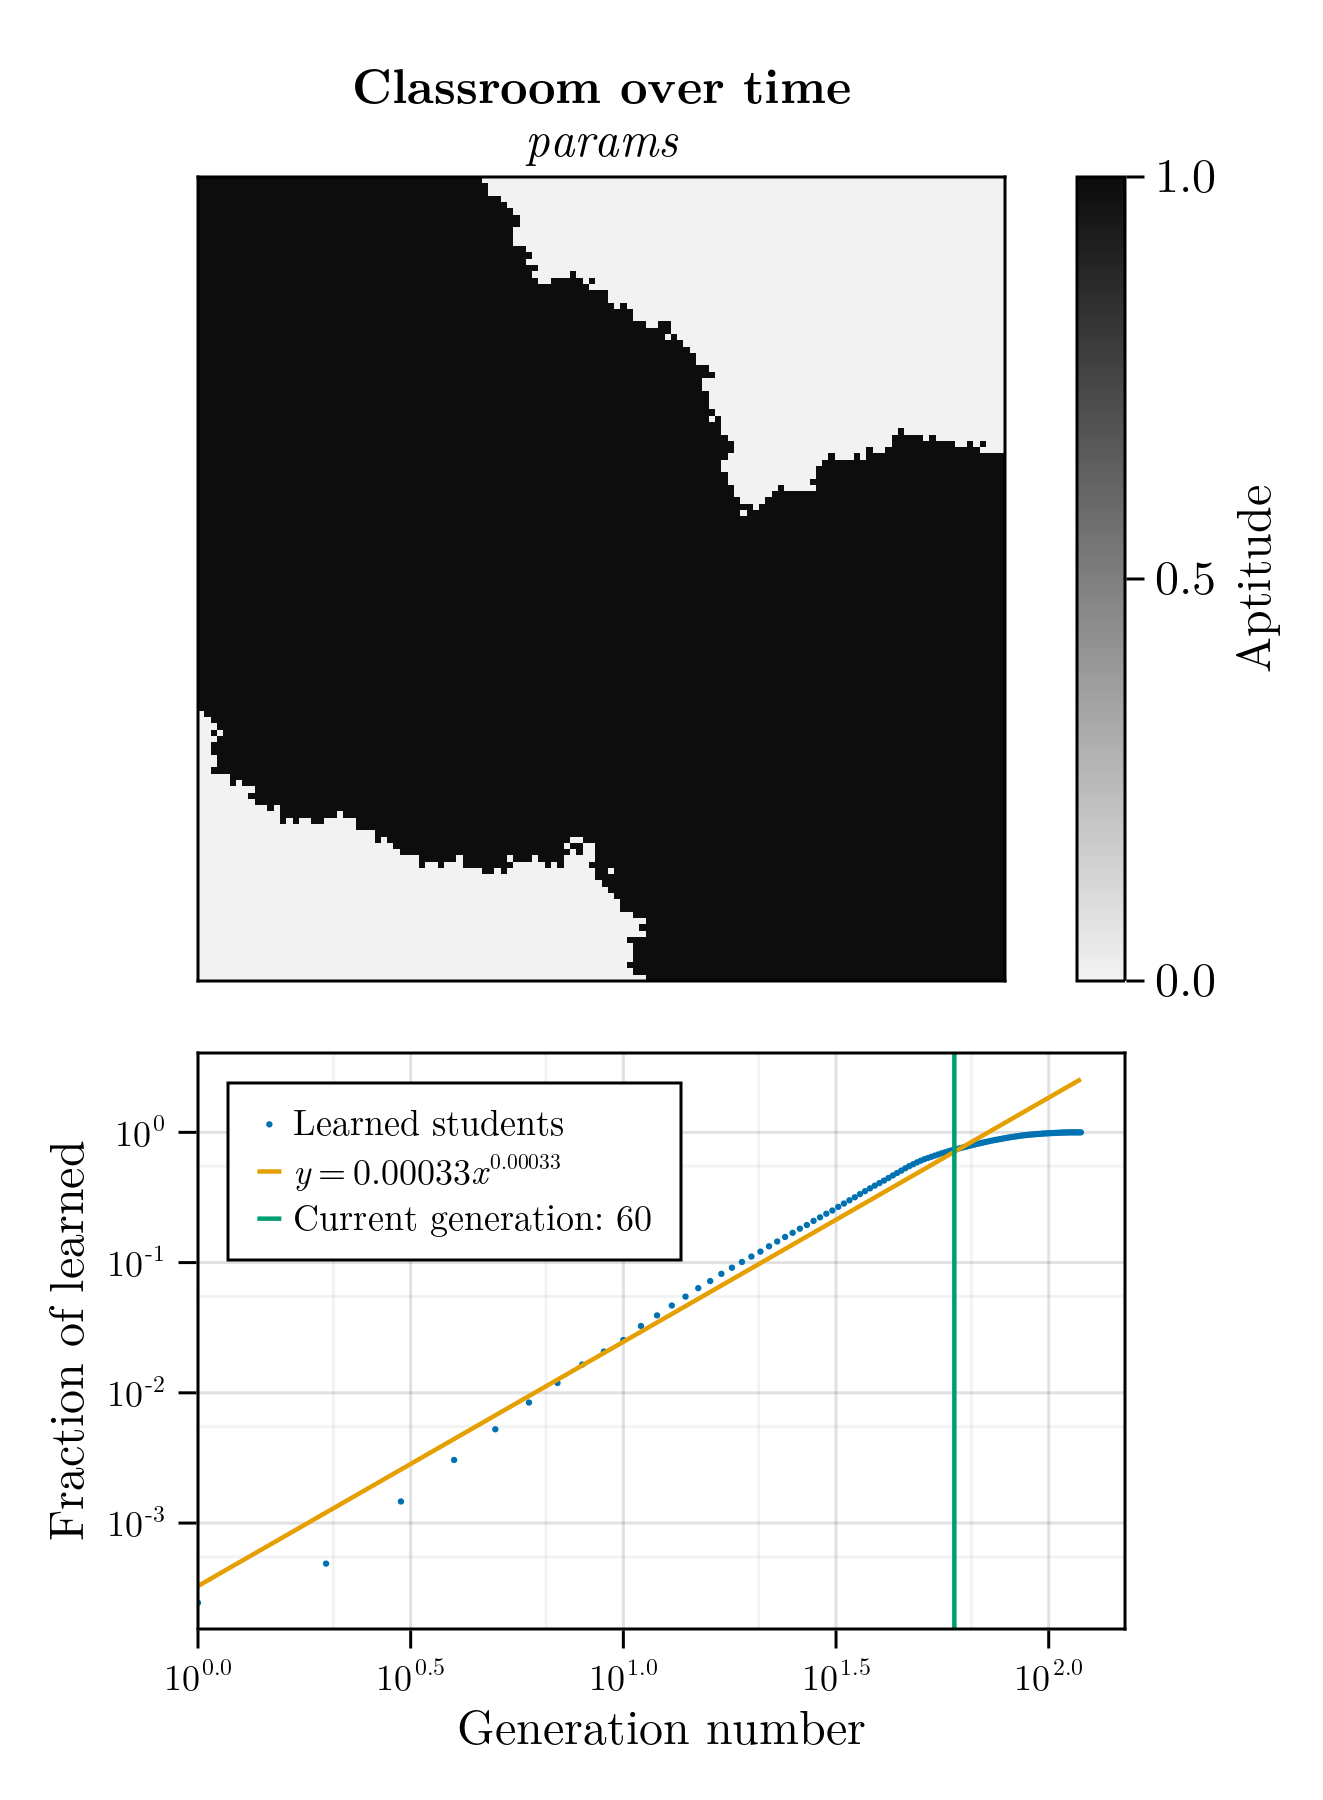 Classroom over time
params
1.0
0.5
0.0
Aptitude
Learned students
y = 0.00033x^0.00033
Current generation: 60
10^0
10^-1
10^-2
10^-3
Fraction of learned
10^0.0
10^0.5
10^1.0
10^1.5
10^2.0
Generation number